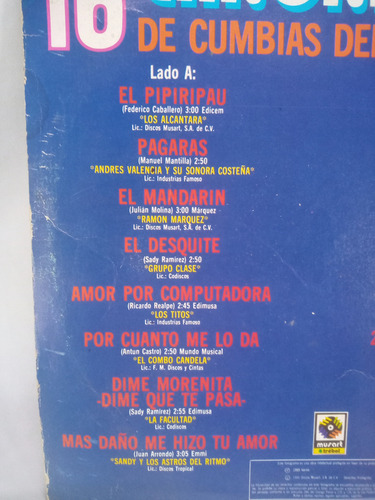 16
DE CUMBIAS DE
Lado A:
EL PIPIRIPAU
(Federico Caballero) 3:00 Edicem
*LOS ALCANTARA*
Lic.: Discos Musart, S.A. de C.V.
PAGARAS
(Manuel Mantilla) 2:50
*ANDRES VALENCIA Y SU SONORA COSTEÑA*
Lic.: Industrias Famoso
EL MANDARIN
(Julián Molina) 3:00 Márquez
*RAMON MARQUEZ*
Lic.: Discos Musart, S.A. de C.V.
EL DESQUITE
(Sady Ramírez) 2:50
*GRUPO CLASE*
Lic.: Codiscos
AMOR POR COMPUTADORA
(Ricardo Realpe) 2:45 Edimusa
*LOS TITOS*
Lic.: Industrias Famoso
POR CUANTO ME LO DA
(Antun Castro) 2:50 Mundo Musical
*EL COMBO CANDELA*
Lic.: F. M. Discos y Cintas
DIME MORENITA
-DIME QUE TE PASA-
(Sady Ramírez) 2:55 Edimusa
*LA FACULTAD*
Lic.: Codiscos
MAS DAÑO ME HIZO TU AMOR
(Juan Arrondo) 3:05 Emmi
*SANDY Y LOS ASTROS DEL RITMO*
Lic.: Discos Tropical
musart